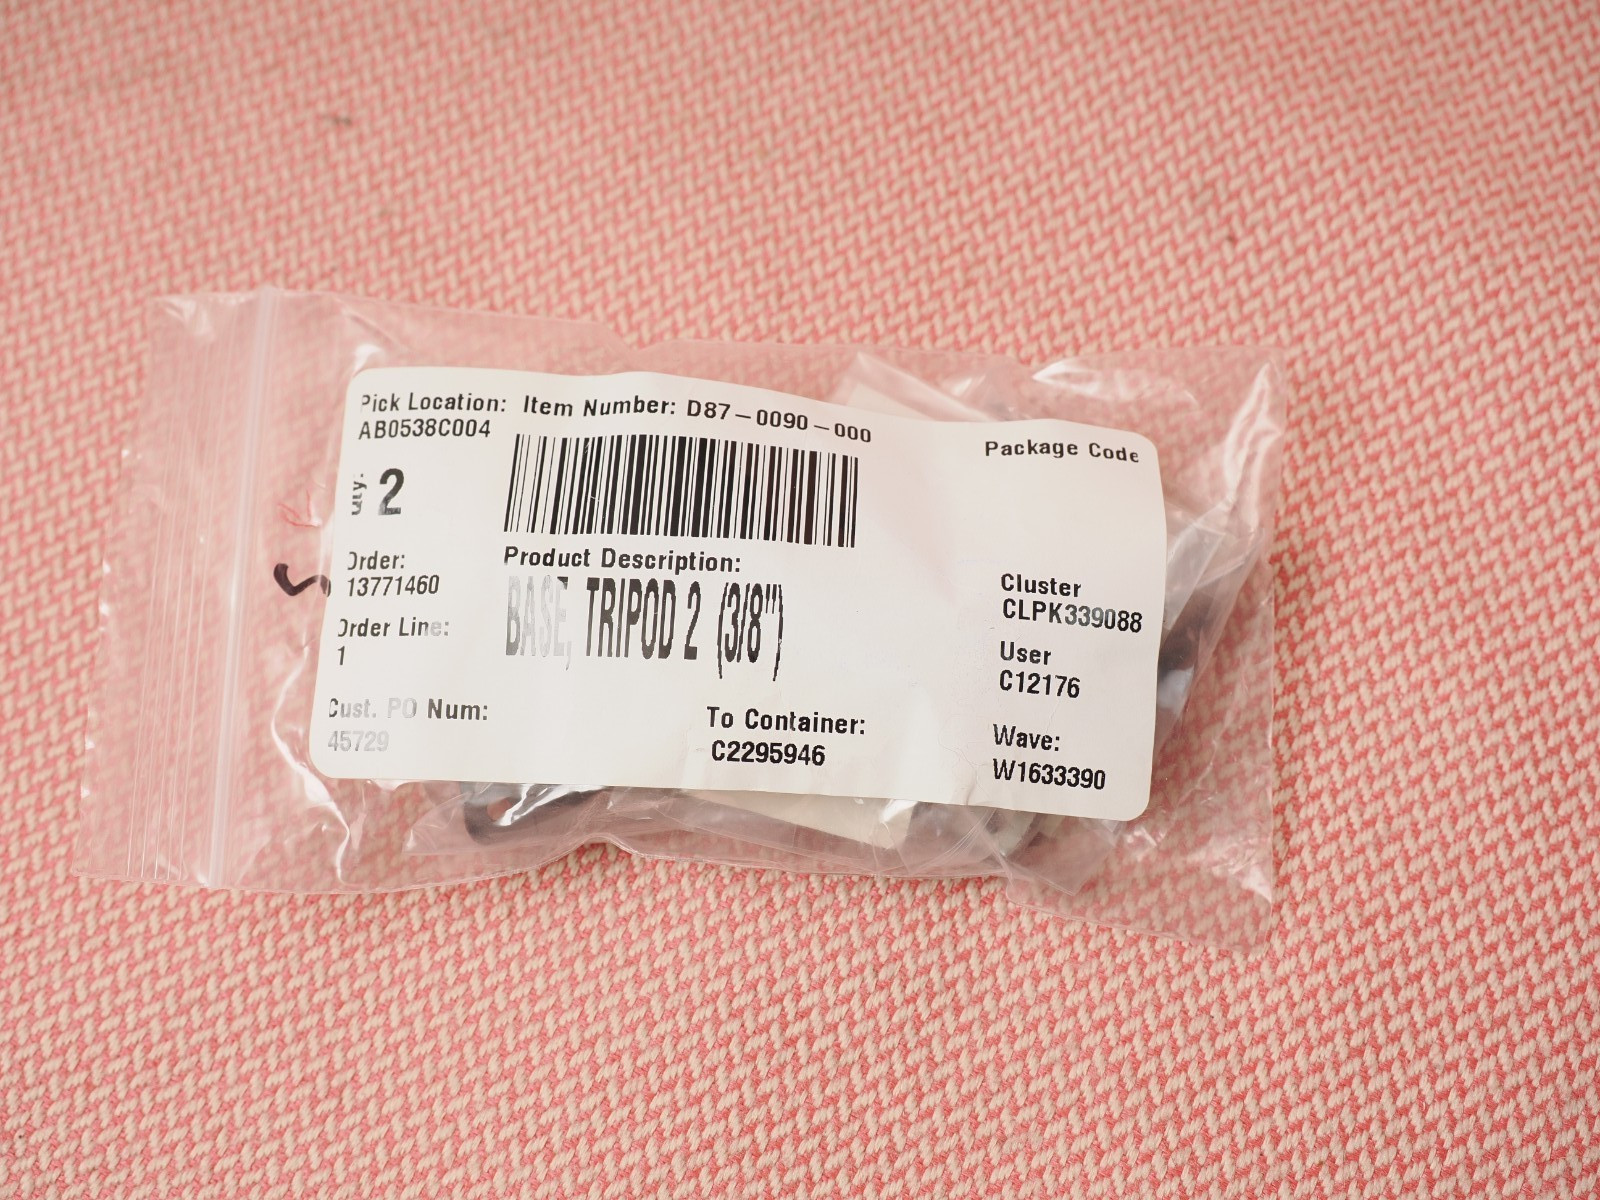 Pick Location: Item Number: D87-0090-000
AB0538C004
Package Code
Qty: 2
Order:
13771460
Product Description:
BASE, TRIPOD 2 (3/8")
Order Line:
1
Cust. PO Num:
45729
To Container:
C2295946
Cluster
CLPK339088
User
C12176
Wave:
W1633390